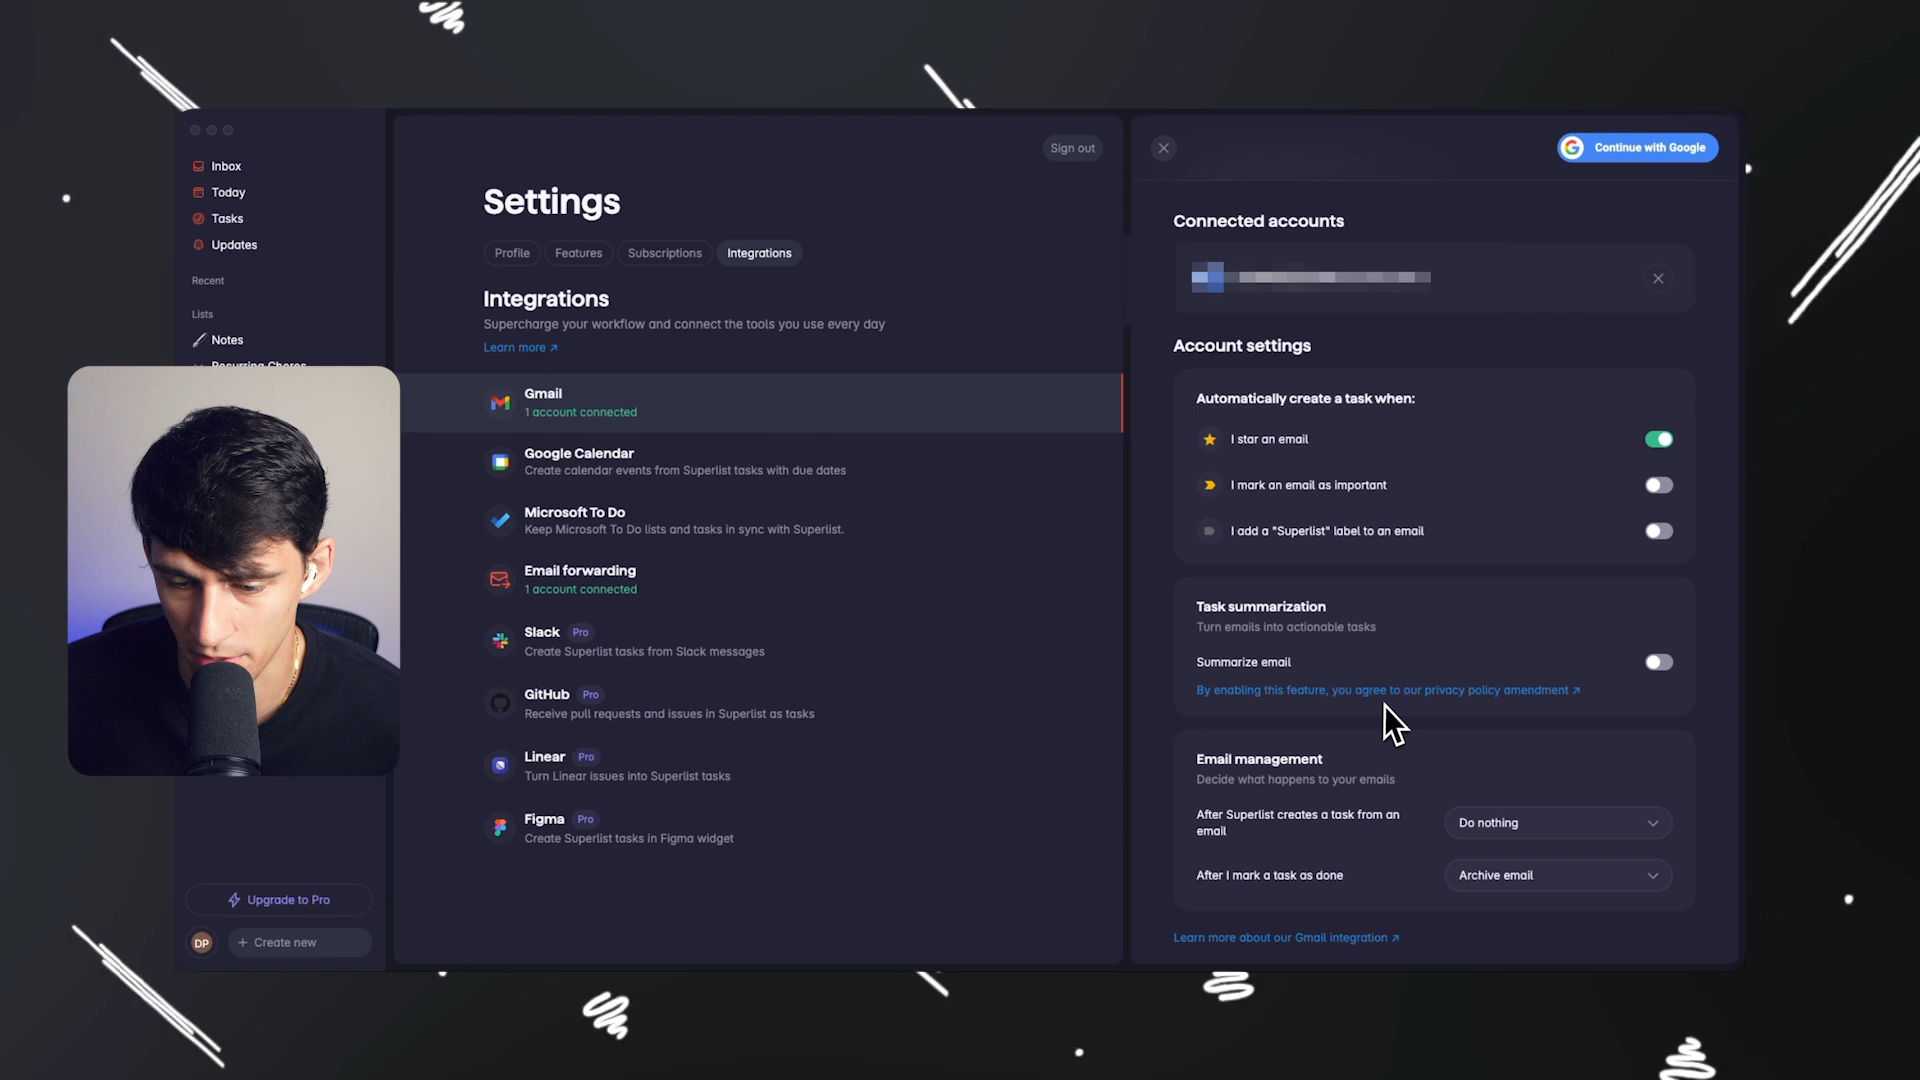 Inbox
Today
Tasks
Updates
Recent
Lists
Notes
Recurring Chores
Upgrade to Pro
DP
+ Create new
Sign out
Settings
Profile
Features
Subscriptions
Integrations
Integrations
Supercharge your workflow and connect the tools you use every day
Learn more ↗
Gmail
1 account connected
Google Calendar
Create calendar events from Superlist tasks with due dates
Microsoft To Do
Keep Microsoft To Do lists and tasks in sync with Superlist.
Email forwarding
1 account connected
Slack Pro
Create Superlist tasks from Slack messages
GitHub Pro
Receive pull requests and issues in Superlist as tasks
Linear Pro
Turn Linear issues into Superlist tasks
Figma Pro
Create Superlist tasks in Figma widget
Continue with Google
Connected accounts
Account settings
Automatically create a task when:
I star an email
I mark an email as important
I add a "Superlist" label to an email
Task summarization
Turn emails into actionable tasks
Summarize email
By enabling this feature, you agree to our privacy policy amendment ↗
Email management
Decide what happens to your emails
After Superlist creates a task from an
email
Do nothing
After I mark a task as done
Archive email
Learn more about our Gmail integration ↗